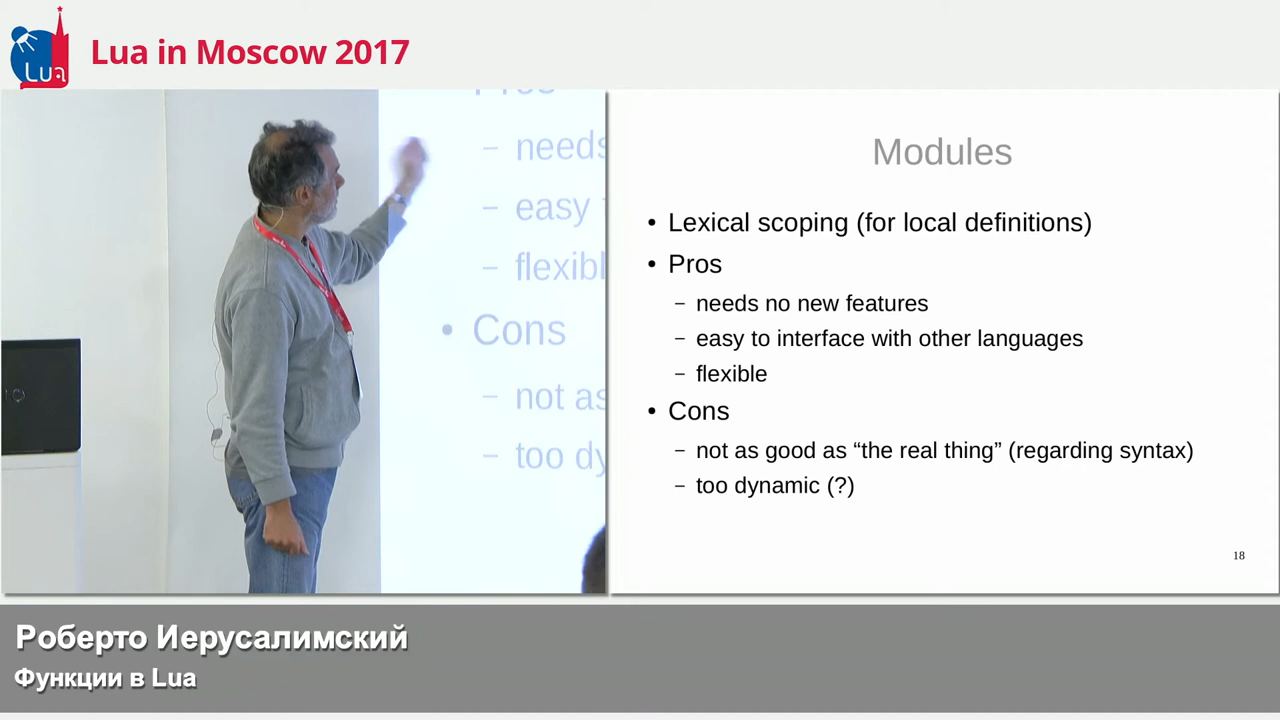 Lua
Lua in Moscow 2017
Pros
– needs
– easy
– flexibl
• Cons
– not as
– too dy
Modules
• Lexical scoping (for local definitions)
• Pros
– needs no new features
– easy to interface with other languages
– flexible
• Cons
– not as good as “the real thing” (regarding syntax)
– too dynamic (?)
18
Роберто Иерусалимский
Функции в Lua